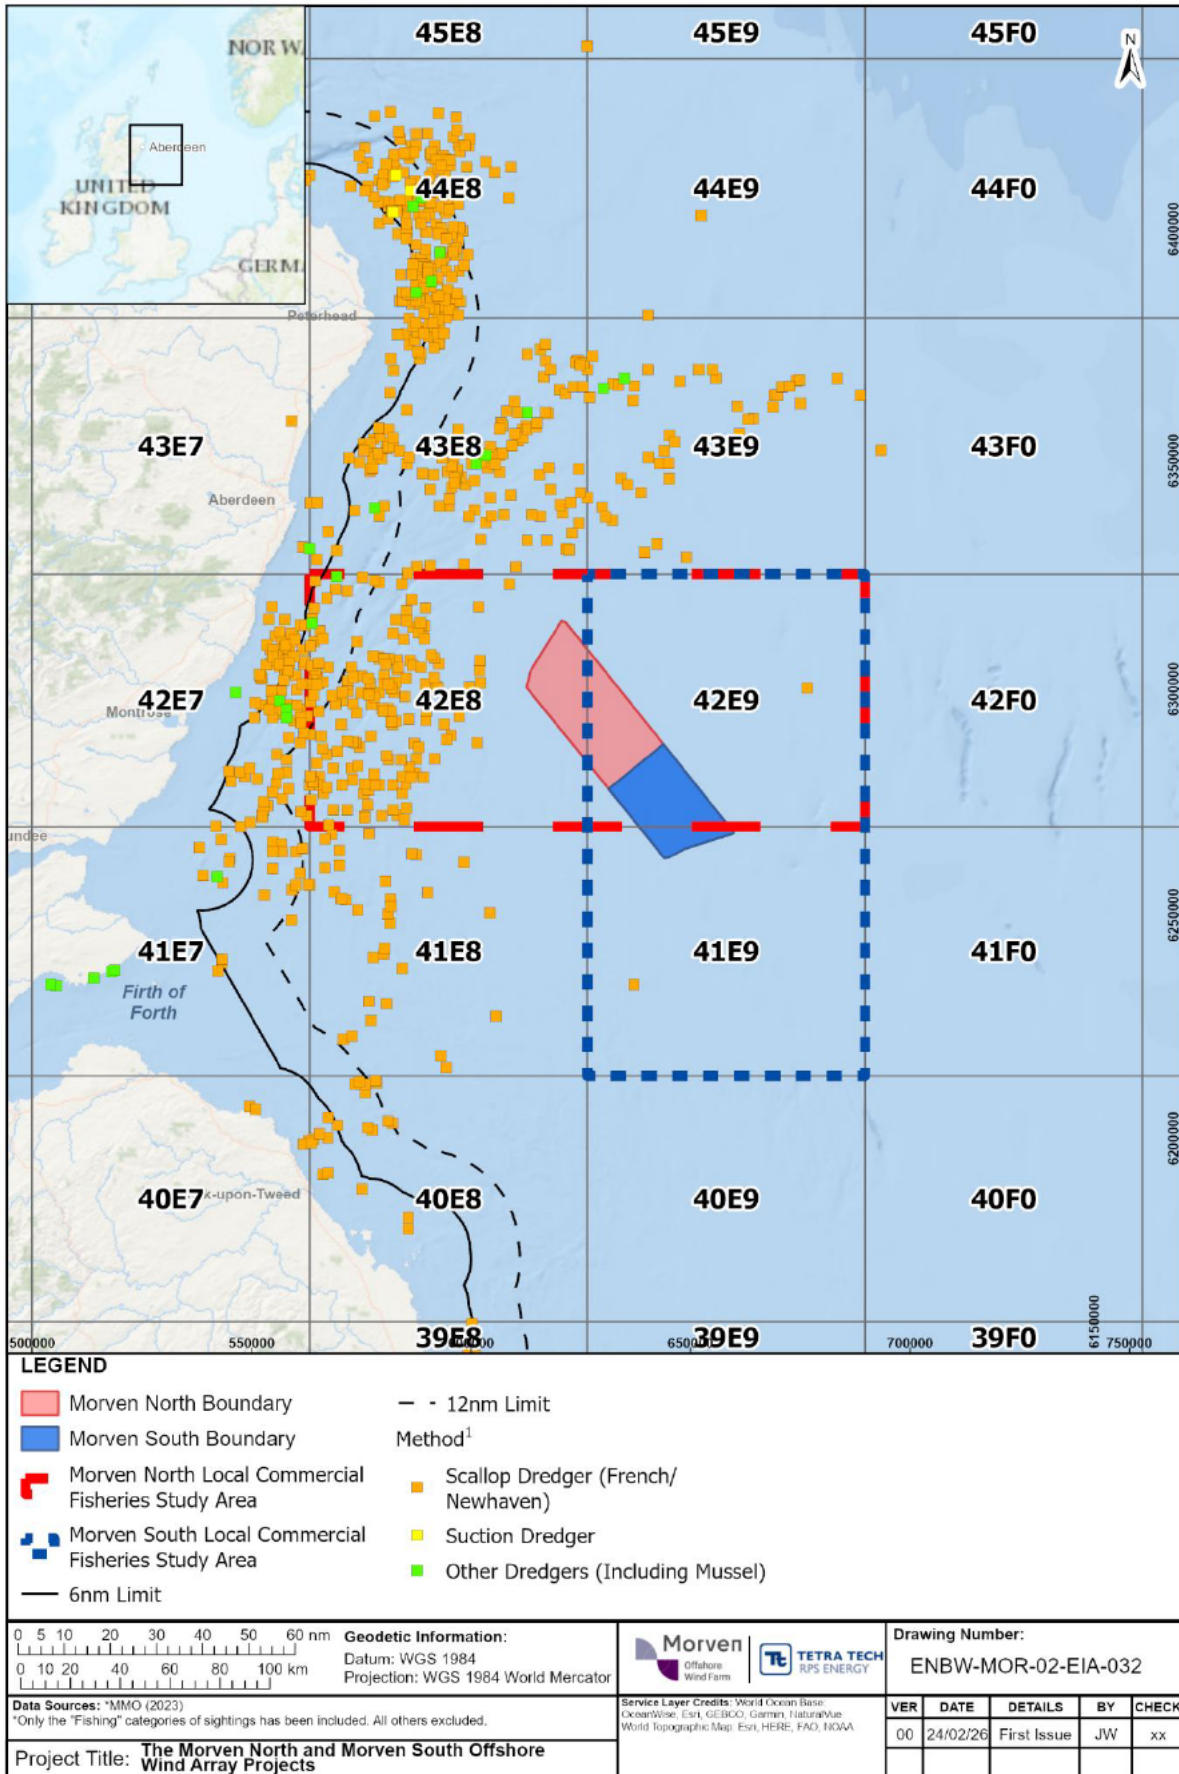 45E8
45E9
45F0
N
NORW
Aberdeen
UNITED
KINGDOM
GERM
44E8
44E9
44F0
6400000
Peterhead
43E7
43E8
43E9
43F0
6350000
Aberdeen
42E7
42E8
42E9
42F0
6300000
Montrose
undee
41E7
41E8
41E9
41F0
6250000
Firth of
Forth
6200000
40E7
k-upon-Tweed
40E8
40E9
40F0
6150000
500000
550000
39E8
650000
39E9
700000
39F0
750000
LEGEND
Morven North Boundary
Morven South Boundary
Morven North Local Commercial
Fisheries Study Area
Morven South Local Commercial
Fisheries Study Area
6nm Limit
12nm Limit
Method¹
Scallop Dredger (French/
Newhaven)
Suction Dredger
Other Dredgers (Including Mussel)
0 5 10 20 30 40 50 60 nm
0 10 20 40 60 80 100 km
Geodetic Information:
Datum: WGS 1984
Projection: WGS 1984 World Mercator
Morven
Offshore
Wind Farm
Tt TETRA TECH
RPS ENERGY
Drawing Number:
ENBW-MOR-02-EIA-032
Data Sources: *MMO (2023)
*Only the "Fishing" categories of sightings has been included. All others excluded.
Service Layer Credits: World Ocean Base:
OceanWise, Esri, GEBCO, Garmin, NaturalVue
World Topographic Map: Esri, HERE, FAO, NOAA
VER DATE DETAILS BY CHECK
00 24/02/26 First Issue JW xx
Project Title: The Morven North and Morven South Offshore
Wind Array Projects